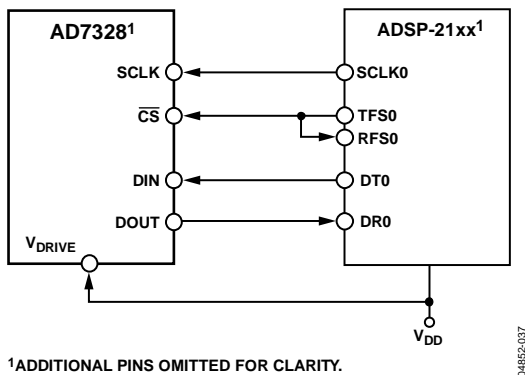 AD7328¹
ADSP-21xx¹
SCLK
SCLK0
C̅S̅
TFS0
RFS0
DIN
DT0
DOUT
DR0
VDRIVE
VDD
¹ADDITIONAL PINS OMITTED FOR CLARITY.
04852-037